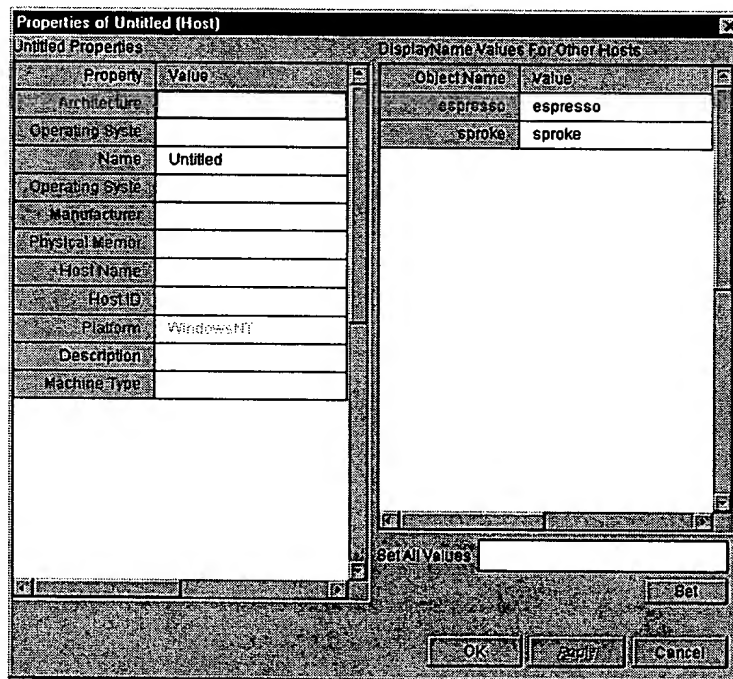 Properties of Untitled (Host)
Untitled Properties
Property Value
Architecture
Operating Syste
Name Untitled
Operating Syste
Manufacturer
Physical Memor
Host Name
Host ID
Platform WindowsNT
Description
Machine Type
DisplayName Values For Other Hosts
Object Name Value
espresso espresso
sproke sproke
Set All Values
Set
OK Apply Cancel